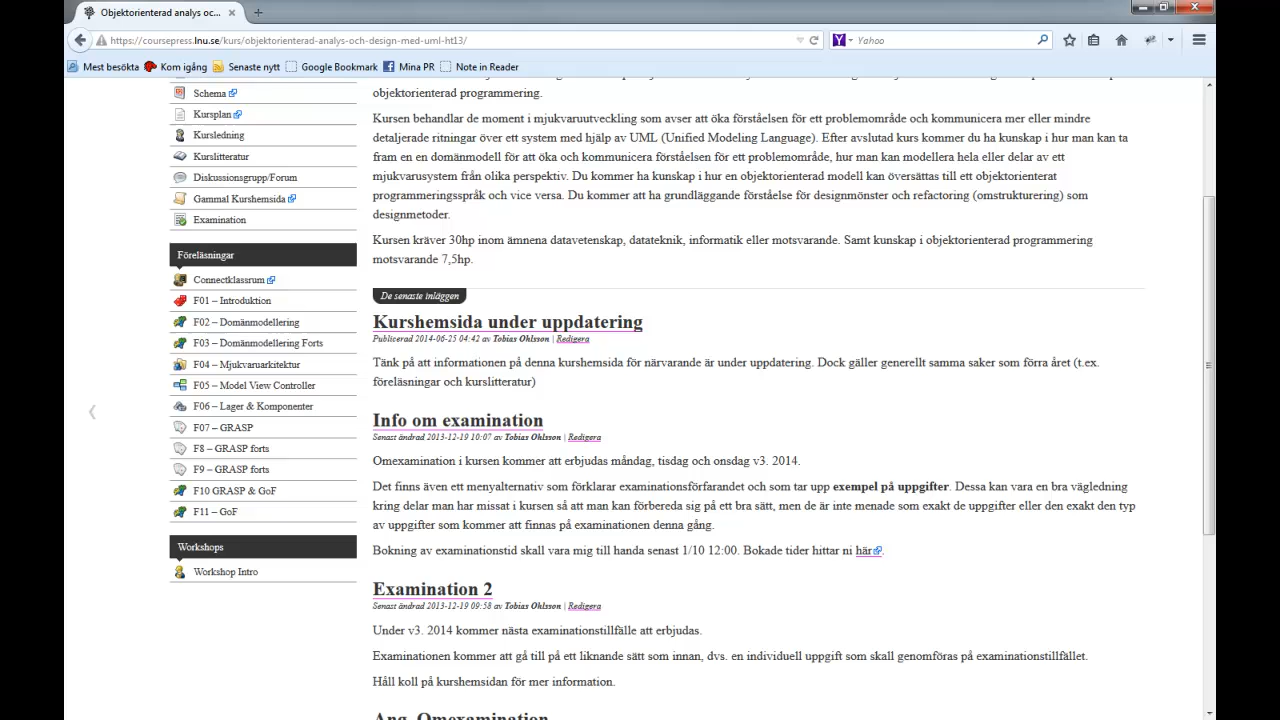 Objektorienterad analys oc...
https://coursepress.lnu.se/kurs/objektorienterad-analys-och-design-med-uml-ht13/
Yahoo
Mest besökta Kom igång Senaste nytt Google Bookmark Mina PR Note in Reader
Schema
Kursplan
Kursledning
Kurslitteratur
Diskussionsgrupp/Forum
Gammal Kurshemsida
Examination
Föreläsningar
Connectklassrum
F01 – Introduktion
F02 – Domänmodellering
F03 – Domänmodellering Forts
F04 – Mjukvaruarkitektur
F05 – Model View Controller
F06 – Lager & Komponenter
F07 – GRASP
F8 – GRASP forts
F9 – GRASP forts
F10 GRASP & GoF
F11 – GoF
Workshops
Workshop Intro
objektorienterad programmering.
Kursen behandlar de moment i mjukvaruutveckling som avser att öka förståelsen för ett problemområde och kommunicera mer eller mindre
detaljerade ritningar över ett system med hjälp av UML (Unified Modeling Language). Efter avslutad kurs kommer du ha kunskap i hur man kan ta
fram en en domänmodell för att öka och kommunicera förståelsen för ett problemområde, hur man kan modellera hela eller delar av ett
mjukvarusystem från olika perspektiv. Du kommer ha kunskap i hur en objektorienterad modell kan översättas till ett objektorienterat
programmeringsspråk och vice versa. Du kommer att ha grundläggande förståelse för designmönster och refactoring (omstrukturering) som
designmetoder.
Kursen kräver 30hp inom ämnena datavetenskap, datateknik, informatik eller motsvarande. Samt kunskap i objektorienterad programmering
motsvarande 7,5hp.
De senaste inläggen
Kurshemsida under uppdatering
Publicerad 2014-06-25 04:42 av Tobias Ohlsson | Redigera
Tänk på att informationen på denna kurshemsida för närvarande är under uppdatering. Dock gäller generellt samma saker som förra året (t.ex.
föreläsningar och kurslitteratur)
Info om examination
Senast ändrad 2013-12-19 10:07 av Tobias Ohlsson | Redigera
Omexamination i kursen kommer att erbjudas måndag, tisdag och onsdag v3. 2014.
Det finns även ett menyalternativ som förklarar examinationsförfarandet och som tar upp exempel på uppgifter. Dessa kan vara en bra vägledning
kring delar man har missat i kursen så att man kan förbereda sig på ett bra sätt, men de är inte menade som exakt de uppgifter eller den exakt den typ
av uppgifter som kommer att finnas på examinationen denna gång.
Bokning av examinationstid skall vara mig till handa senast 1/10 12:00. Bokade tider hittar ni här.
Examination 2
Senast ändrad 2013-12-19 09:58 av Tobias Ohlsson | Redigera
Under v3. 2014 kommer nästa examinationstillfälle att erbjudas.
Examinationen kommer att gå till på ett liknande sätt som innan, dvs. en individuell uppgift som skall genomföras på examinationstillfället.
Håll koll på kurshemsidan för mer information.
Ang. Omexamination